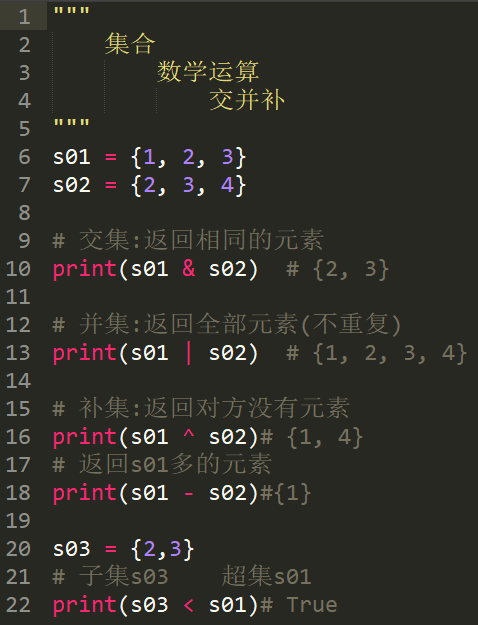 1 """
2     集合
3         数学运算
4             交并补
5 """
6 s01 = {1, 2, 3}
7 s02 = {2, 3, 4}
8
9 # 交集:返回相同的元素
10 print(s01 & s02)  # {2, 3}
11
12 # 并集:返回全部元素(不重复)
13 print(s01 | s02)  # {1, 2, 3, 4}
14
15 # 补集:返回对方没有元素
16 print(s01 ^ s02)# {1, 4}
17 # 返回s01多的元素
18 print(s01 - s02)#{1}
19
20 s03 = {2,3}
21 # 子集s03    超集s01
22 print(s03 < s01)# True